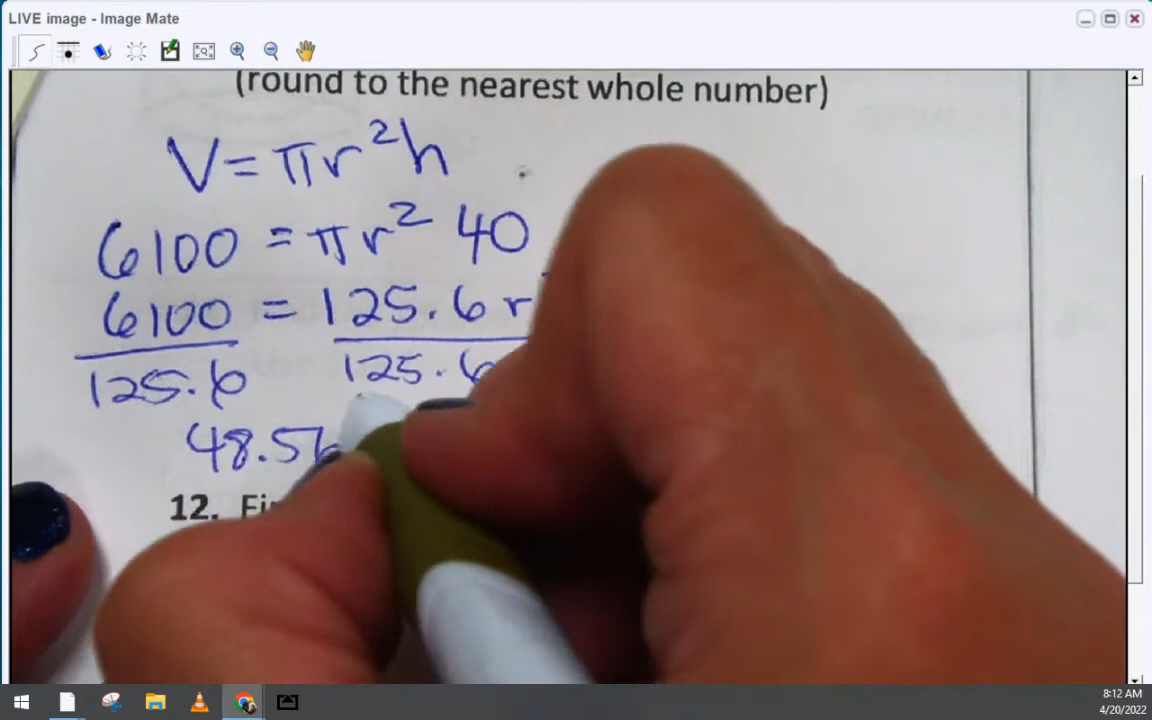 LIVE image - Image Mate
(round to the nearest whole number)
V=πr²h
6100 = πr² 40
6100 = 125.6 r
125.6 125.6
48.56
12.
8:12 AM
4/20/2022